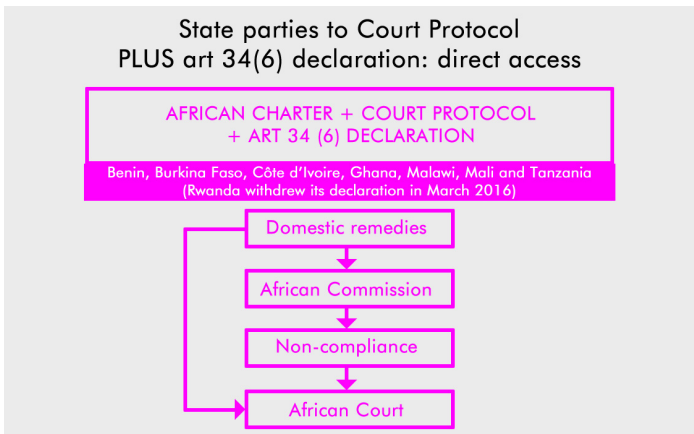 State parties to Court Protocol
PLUS art 34(6) declaration: direct access
AFRICAN CHARTER + COURT PROTOCOL
+ ART 34 (6) DECLARATION
Benin, Burkina Faso, Côte d’Ivoire, Ghana, Malawi, Mali and Tanzania
(Rwanda withdrew its declaration in March 2016)
Domestic remedies
African Commission
Non-compliance
African Court